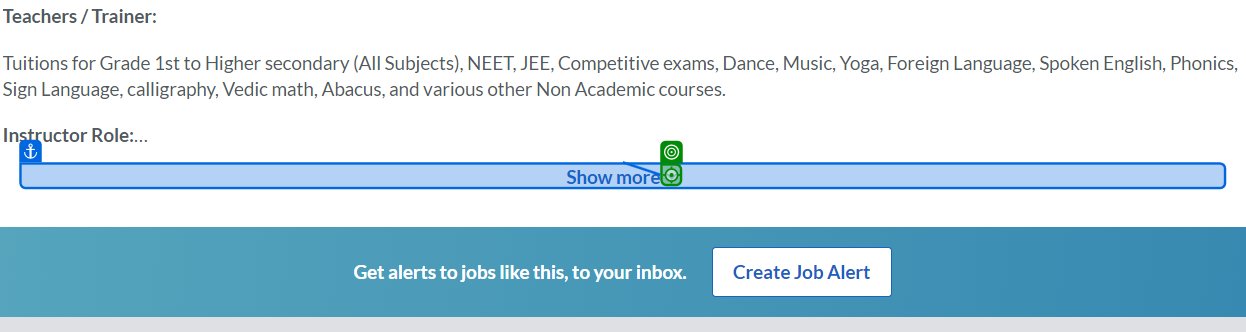 Teachers / Trainer:
Tuitions for Grade 1st to Higher secondary (All Subjects), NEET, JEE, Competitive exams, Dance, Music, Yoga, Foreign Language, Spoken English, Phonics,
Sign Language, calligraphy, Vedic math, Abacus, and various other Non Academic courses.
Instructor Role:...
Show more
Get alerts to jobs like this, to your inbox. Create Job Alert